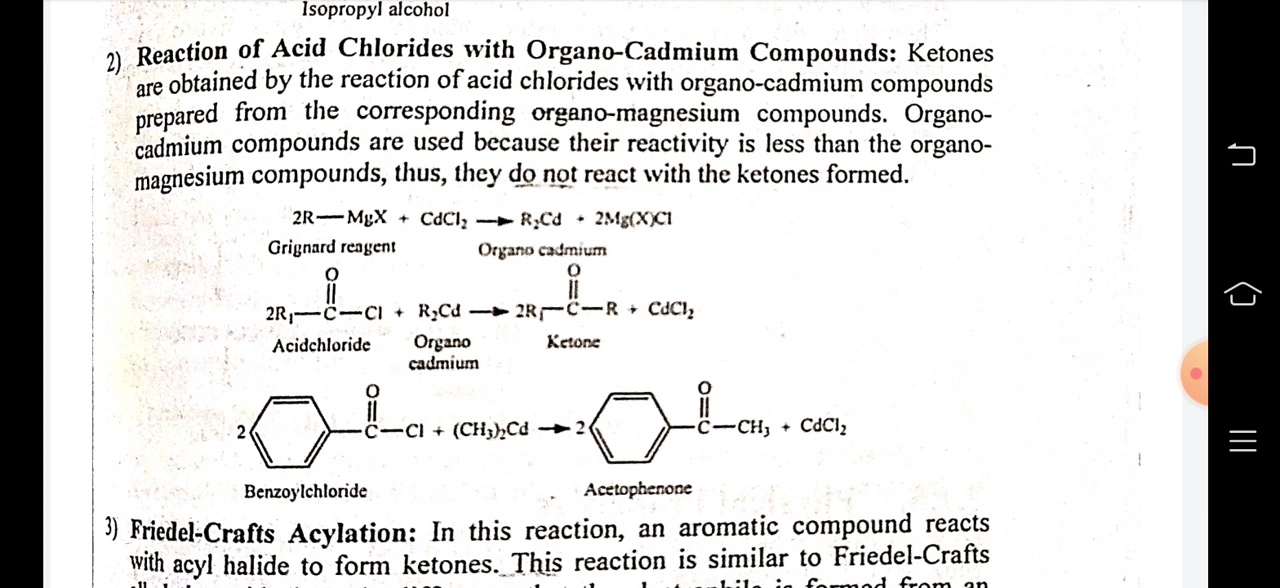 Isopropyl alcohol
2) Reaction of Acid Chlorides with Organo-Cadmium Compounds: Ketones
are obtained by the reaction of acid chlorides with organo-cadmium compounds
prepared from the corresponding organo-magnesium compounds. Organo-
cadmium compounds are used because their reactivity is less than the organo-
magnesium compounds, thus, they do not react with the ketones formed.
2R—MgX + CdCl₂ → R₂Cd + 2Mg(X)Cl
Grignard reagent Organo cadmium
O O
2R₁—C—Cl + R₂Cd → 2R₁—C—R + CdCl₂
Acidchloride Organo Ketone
cadmium
O O
2 C—Cl + (CH₃)₂Cd → 2 C—CH₃ + CdCl₂
Benzoylchloride Acetophenone
3) Friedel-Crafts Acylation: In this reaction, an aromatic compound reacts
with acyl halide to form ketones. This reaction is similar to Friedel-Crafts
is formed from an